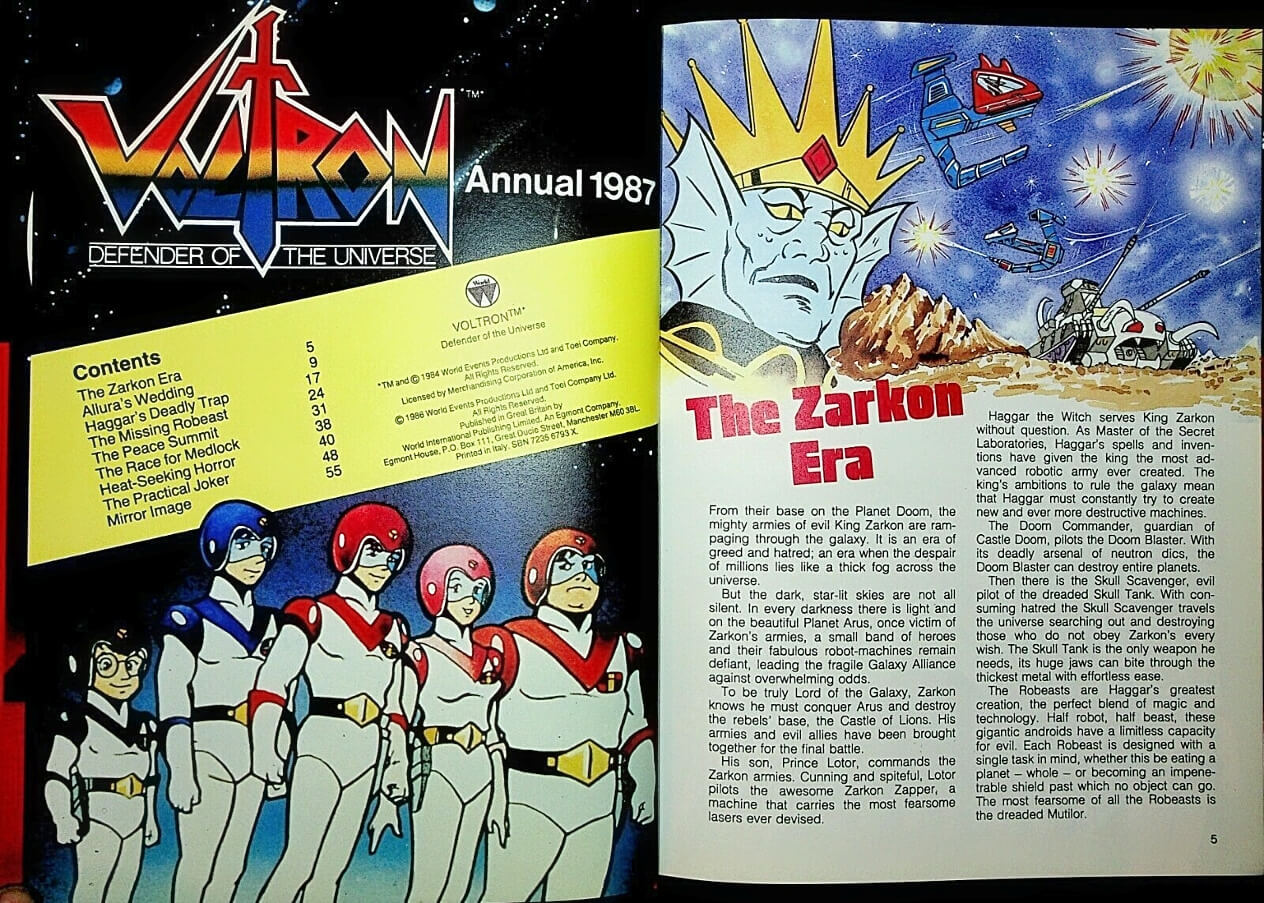 VOLTRON™
DEFENDER OF THE UNIVERSE
Annual 1987
Contents
The Zarkon Era 5
Allura's Wedding 9
Haggar's Deadly Trap 17
The Missing Robeast 24
The Peace Summit 31
The Race for Medlock 38
Heat-Seeking Horror 40
The Practical Joker 48
Mirror Image 55
World
VOLTRON™*
Defender of the Universe
*TM and © 1984 World Events Productions Ltd and Toei Company.
All Rights Reserved.
Licensed by Merchandising Corporation of America, Inc.
© 1986 World Events Productions Ltd and Toei Company Ltd.
All Rights Reserved.
Published in Great Britain by
World International Publishing Limited. An Egmont Company,
Egmont House, P.O. Box 111, Great Ducie Street, Manchester M60 3BL.
Printed in Italy. SBN 7235 6793 X.
The Zarkon
Era
From their base on the Planet Doom, the
mighty armies of evil King Zarkon are ram-
paging through the galaxy. It is an era of
greed and hatred; an era when the despair
of millions lies like a thick fog across the
universe.
But the dark, star-lit skies are not all
silent. In every darkness there is light and
on the beautiful Planet Arus, once victim of
Zarkon's armies, a small band of heroes
and their fabulous robot-machines remain
defiant, leading the fragile Galaxy Alliance
against overwhelming odds.
To be truly Lord of the Galaxy, Zarkon
knows he must conquer Arus and destroy
the rebels' base, the Castle of Lions. His
armies and evil allies have been brought
together for the final battle.
His son, Prince Lotor, commands the
Zarkon armies. Cunning and spiteful, Lotor
pilots the awesome Zarkon Zapper, a
machine that carries the most fearsome
lasers ever devised.
Haggar the Witch serves King Zarkon
without question. As Master of the Secret
Laboratories, Haggar's spells and inven-
tions have given the king the most ad-
vanced robotic army ever created. The
king's ambitions to rule the galaxy mean
that Haggar must constantly try to create
new and ever more destructive machines.
The Doom Commander, guardian of
Castle Doom, pilots the Doom Blaster. With
its deadly arsenal of neutron dics, the
Doom Blaster can destroy entire planets.
Then there is the Skull Scavenger, evil
pilot of the dreaded Skull Tank. With con-
suming hatred the Skull Scavenger travels
the universe searching out and destroying
those who do not obey Zarkon's every
wish. The Skull Tank is the only weapon he
needs, its huge jaws can bite through the
thickest metal with effortless ease.
The Robeasts are Haggar's greatest
creation, the perfect blend of magic and
technology. Half robot, half beast, these
gigantic androids have a limitless capacity
for evil. Each Robeast is designed with a
single task in mind, whether this be eating a
planet – whole – or becoming an impene-
trable shield past which no object can go.
The most fearsome of all the Robeasts is
the dreaded Mutilor.
5